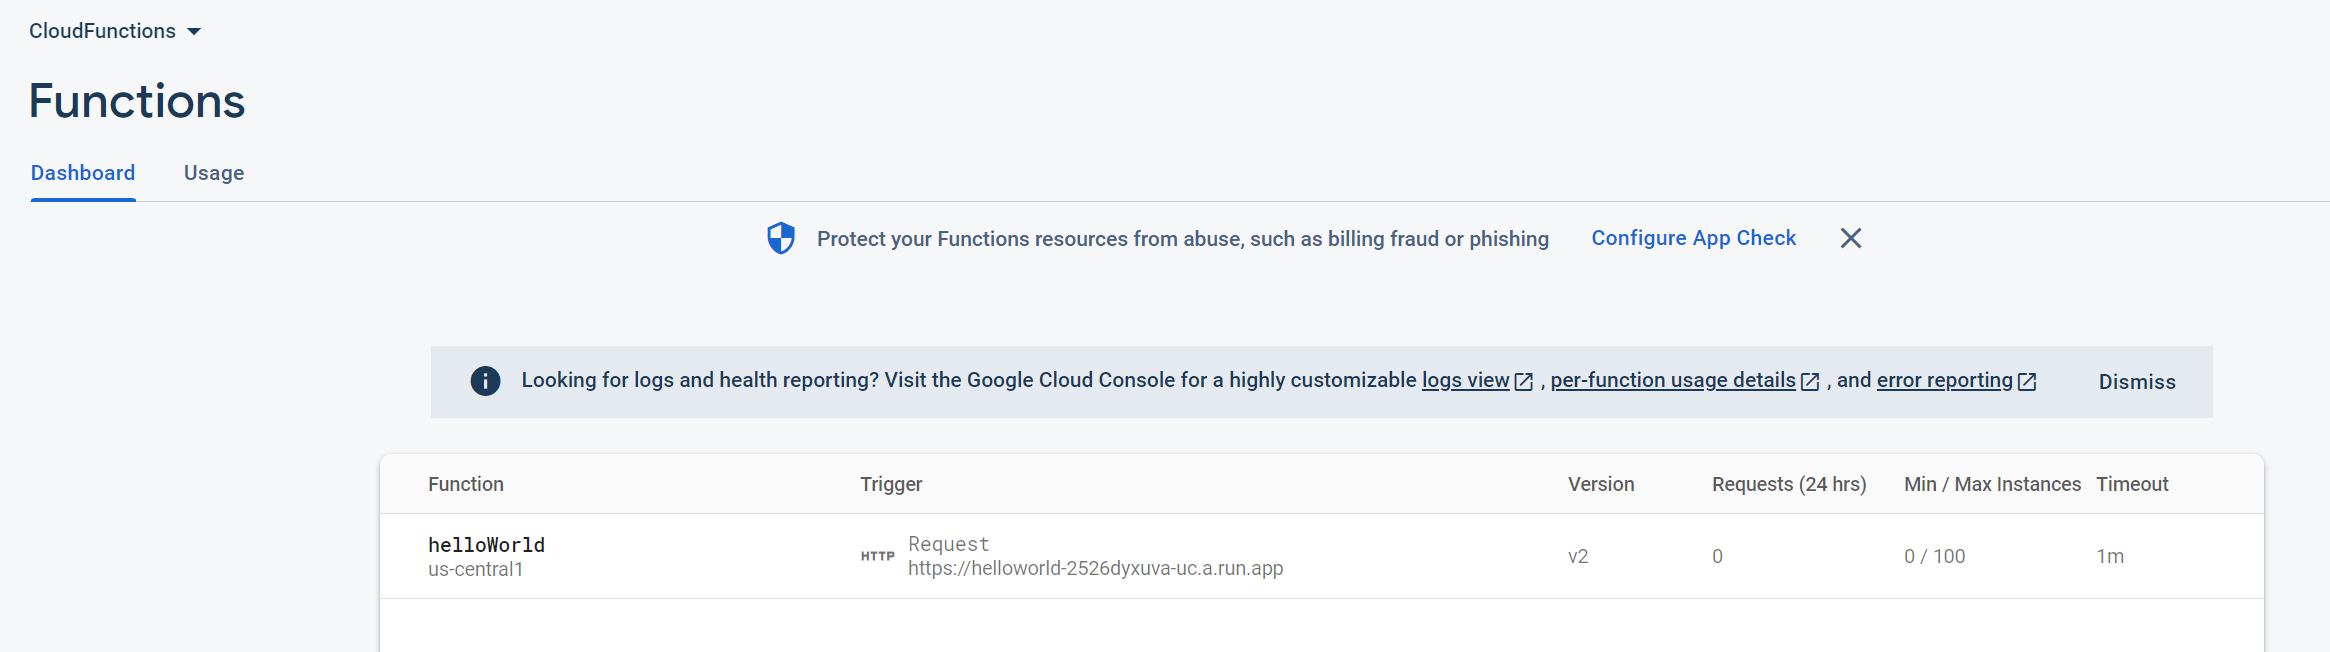 CloudFunctions
Functions
Dashboard Usage
Protect your Functions resources from abuse, such as billing fraud or phishing Configure App Check
Looking for logs and health reporting? Visit the Google Cloud Console for a highly customizable logs view , per-function usage details , and error reporting Dismiss
Function Trigger Version Requests (24 hrs) Min / Max Instances Timeout
helloWorld
us-central1
HTTP
Request
https://helloworld-2526dyxuva-uc.a.run.app
v2 0 0 / 100 1m